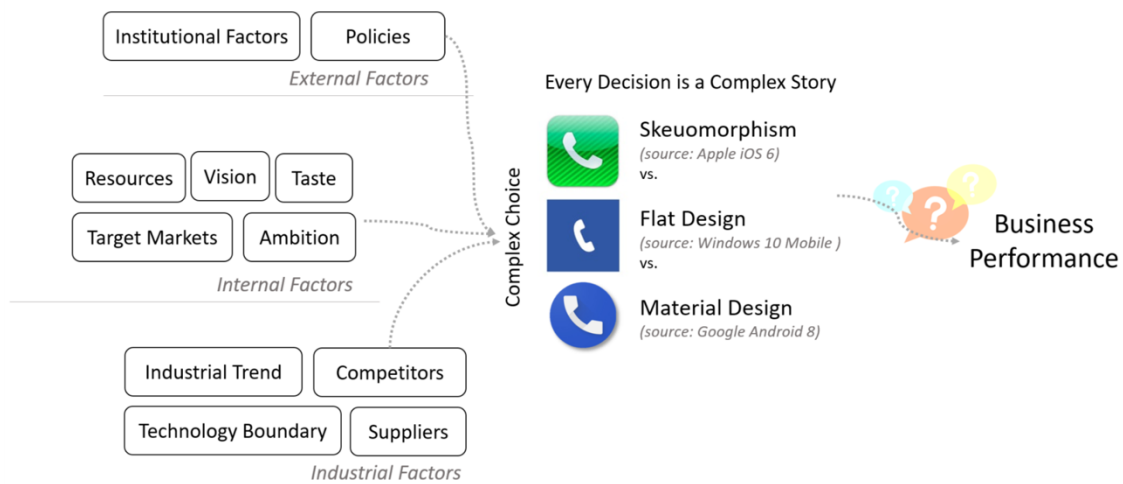 Institutional Factors
Policies
External Factors
Resources
Vision
Taste
Target Markets
Ambition
Internal Factors
Industrial Trend
Competitors
Technology Boundary
Suppliers
Industrial Factors
Complex Choice
Every Decision is a Complex Story
Skeuomorphism
(source: Apple iOS 6)
vs.
Flat Design
(source: Windows 10 Mobile )
vs.
Material Design
(source: Google Android 8)
? ? ?
Business
Performance